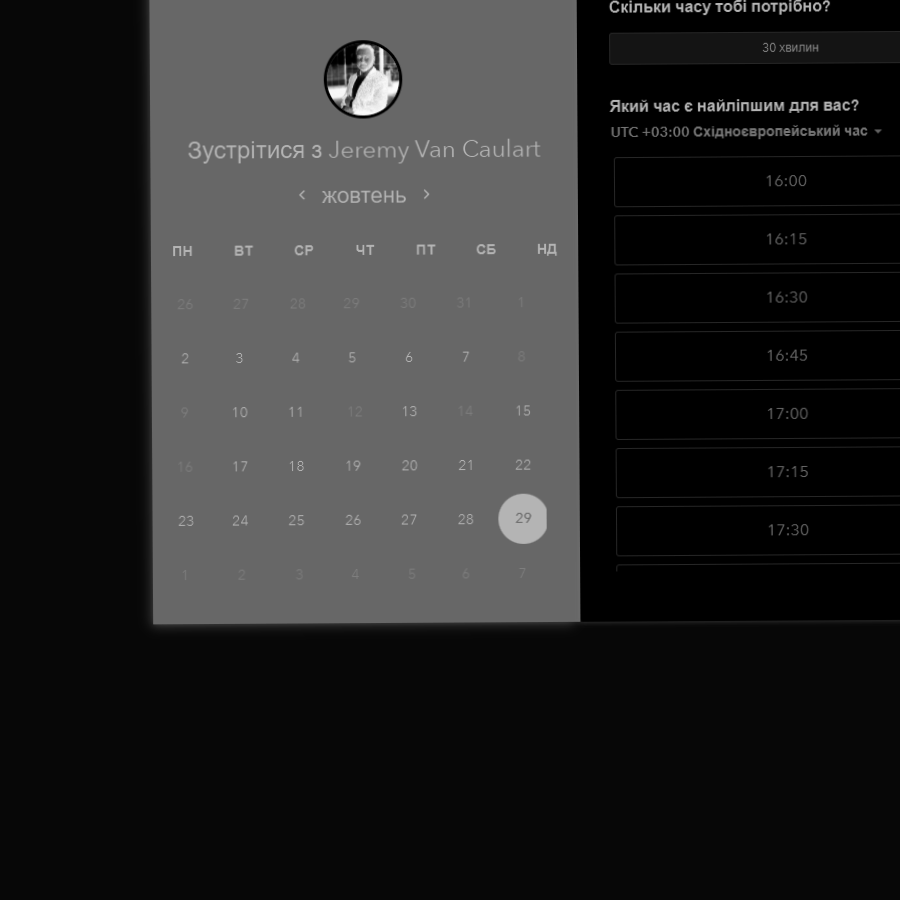 Зустрітися з Jeremy Van Caulart
< жовтень >
ПН ВТ СР ЧТ ПТ СБ НД
26 27 28 29 30 31 1
2 3 4 5 6 7 8
9 10 11 12 13 14 15
16 17 18 19 20 21 22
23 24 25 26 27 28 29
1 2 3 4 5 6 7
Скільки часу тобі потрібно?
30 хвилин
Який час є найліпшим для вас?
UTC +03:00 Східноєвропейський час
16:00
16:15
16:30
16:45
17:00
17:15
17:30